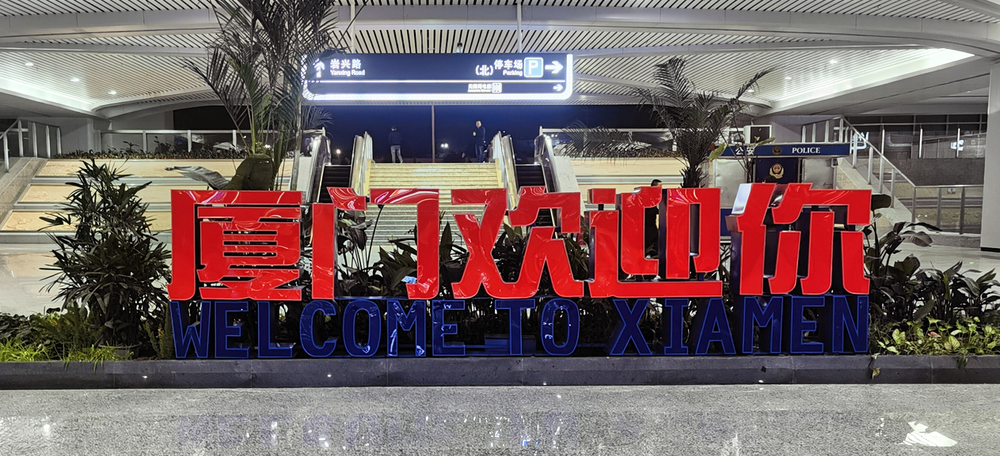 岩兴路
Yanxing Road
(北)停车场 P
Parking
公安
POLICE
厦门欢迎你
WELCOME TO XIAMEN